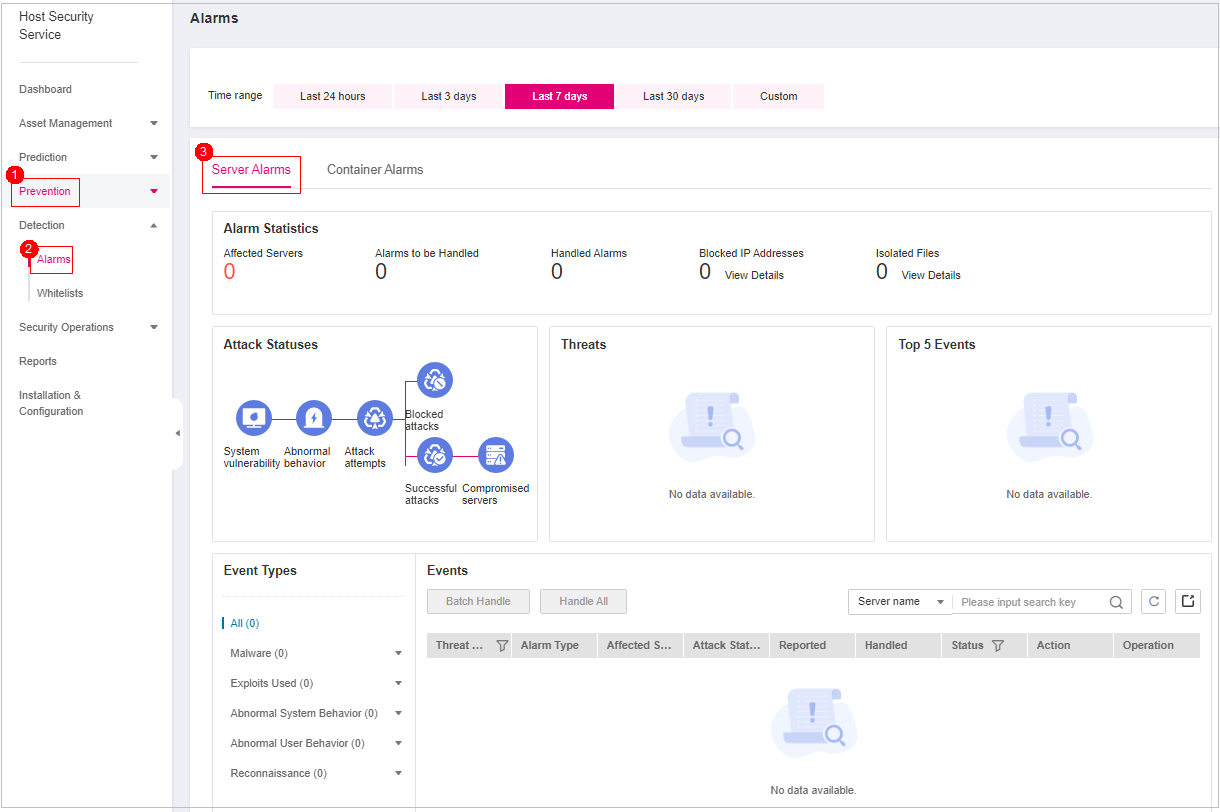 Host Security
Service
Dashboard
Asset Management
Prediction
1
Prevention
Detection
2
Alarms
Whitelists
Security Operations
Reports
Installation &
Configuration
Alarms
Time range
Last 24 hours
Last 3 days
Last 7 days
Last 30 days
Custom
3
Server Alarms
Container Alarms
Alarm Statistics
Affected Servers
0
Alarms to be Handled
0
Handled Alarms
0
Blocked IP Addresses
0 View Details
Isolated Files
0 View Details
Attack Statuses
System
vulnerability
Abnormal
behavior
Attack
attempts
Blocked
attacks
Successful
attacks
Compromised
servers
Threats
No data available.
Top 5 Events
No data available.
Event Types
All (0)
Malware (0)
Exploits Used (0)
Abnormal System Behavior (0)
Abnormal User Behavior (0)
Reconnaissance (0)
Events
Batch Handle
Handle All
Server name
Please input search key
Threat ...
Alarm Type
Affected S...
Attack Stat...
Reported
Handled
Status
Action
Operation
No data available.